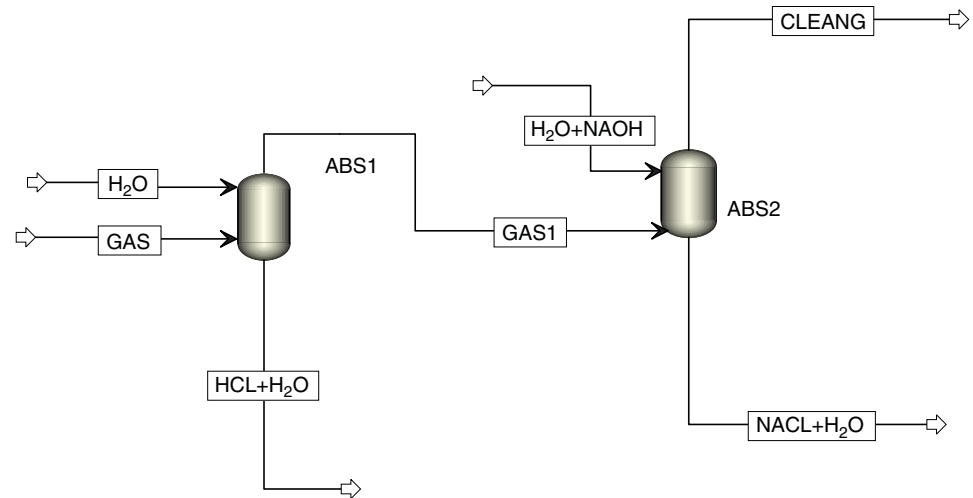 CLEANG
H₂O+NAOH
ABS1
H₂O
ABS2
GAS
GAS1
HCL+H₂O
NACL+H₂O